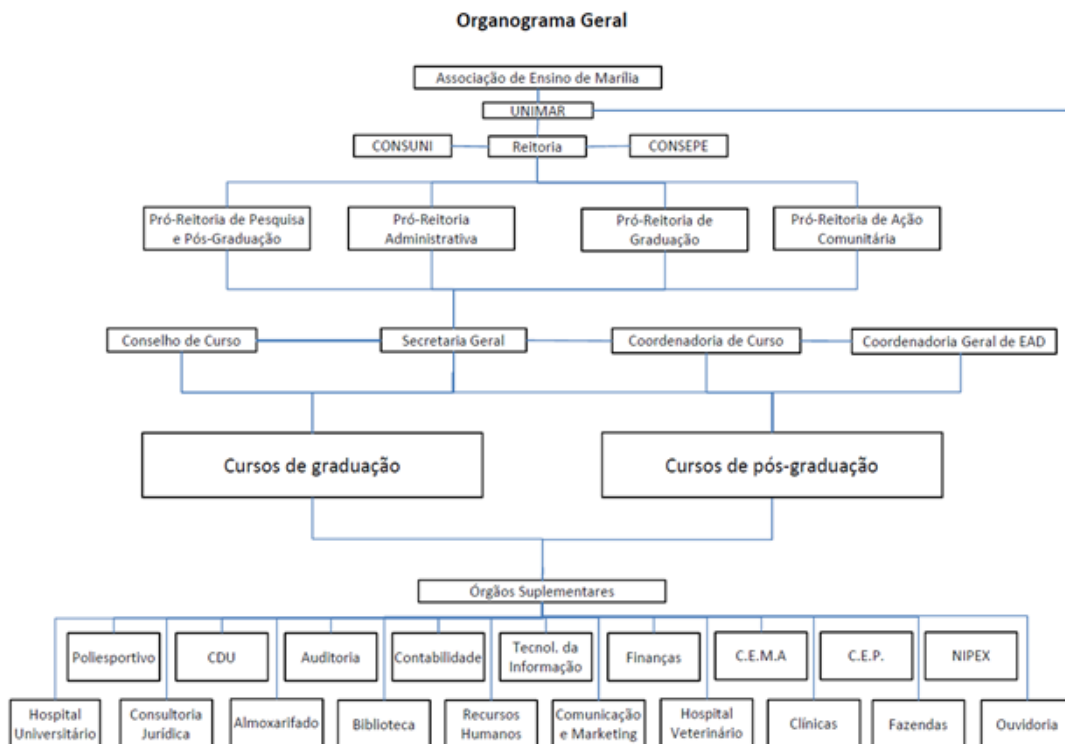 Organograma Geral
Associação de Ensino de Marília
UNIMAR
CONSUNI
Reitoria
CONSEPE
Pró-Reitoria de Pesquisa
e Pós-Graduação
Pró-Reitoria
Administrativa
Pró-Reitoria de
Graduação
Pró-Reitoria de Ação
Comunitária
Conselho de Curso
Secretaria Geral
Coordenadoria de Curso
Coordenadoria Geral de EAD
Cursos de graduação
Cursos de pós-graduação
Órgãos Suplementares
Poliesportivo
CDU
Auditoria
Contabilidade
Tecnol. da
Informação
Finanças
C.E.M.A
C.E.P.
NIPEX
Hospital
Universitário
Consultoria
Jurídica
Almoxarifado
Biblioteca
Recursos
Humanos
Comunicação
e Marketing
Hospital
Veterinário
Clínicas
Fazendas
Ouvidoria